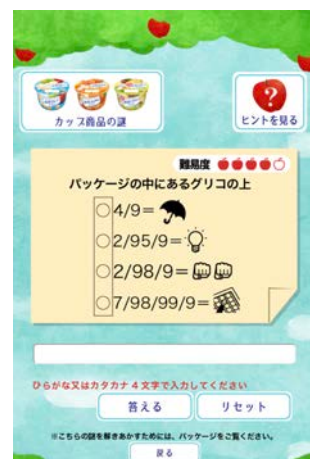 カップ商品の謎
ヒントを見る
難易度
パッケージの中にあるグリコの上
○4/9=
○2/95/9=
○2/98/9=
○7/98/99/9=
ひらがな又はカタカナ4文字で入力してください
答える
リセット
※こちらの謎を解きあかすためには、パッケージをご覧ください。
戻る